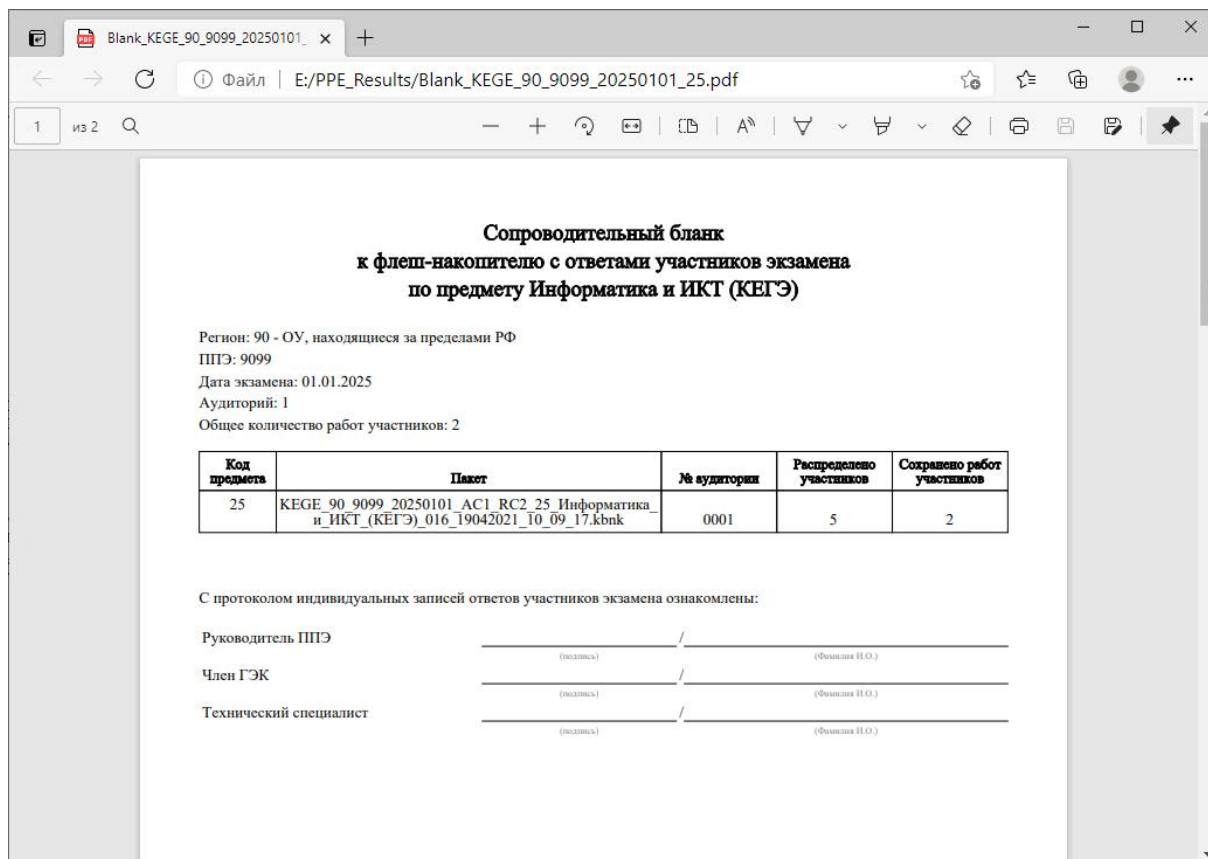 Blank_KEGE_90_9099_20250101_
Файл E:/PPE_Results/Blank_KEGE_90_9099_20250101_25.pdf
1 из 2
Сопроводительный бланк
к флеш-накопителю с ответами участников экзамена
по предмету Информатика и ИКТ (КЕГЭ)
Регион: 90 - ОУ, находящиеся за пределами РФ
ППЭ: 9099
Дата экзамена: 01.01.2025
Аудиторий: 1
Общее количество работ участников: 2
Код предмета Пакет № аудитории Распределено участников Сохранено работ участников
25 KEGE_90_9099_20250101_AC1_RC2_25_Информатика_
и_ИКТ_(КЕГЭ)_016_19042021_10_09_17.kbnk 0001 5 2
С протоколом индивидуальных записей ответов участников экзамена ознакомлены:
Руководитель ППЭ /
(подпись) (Фамилия И.О.)
Член ГЭК /
(подпись) (Фамилия И.О.)
Технический специалист /
(подпись) (Фамилия И.О.)